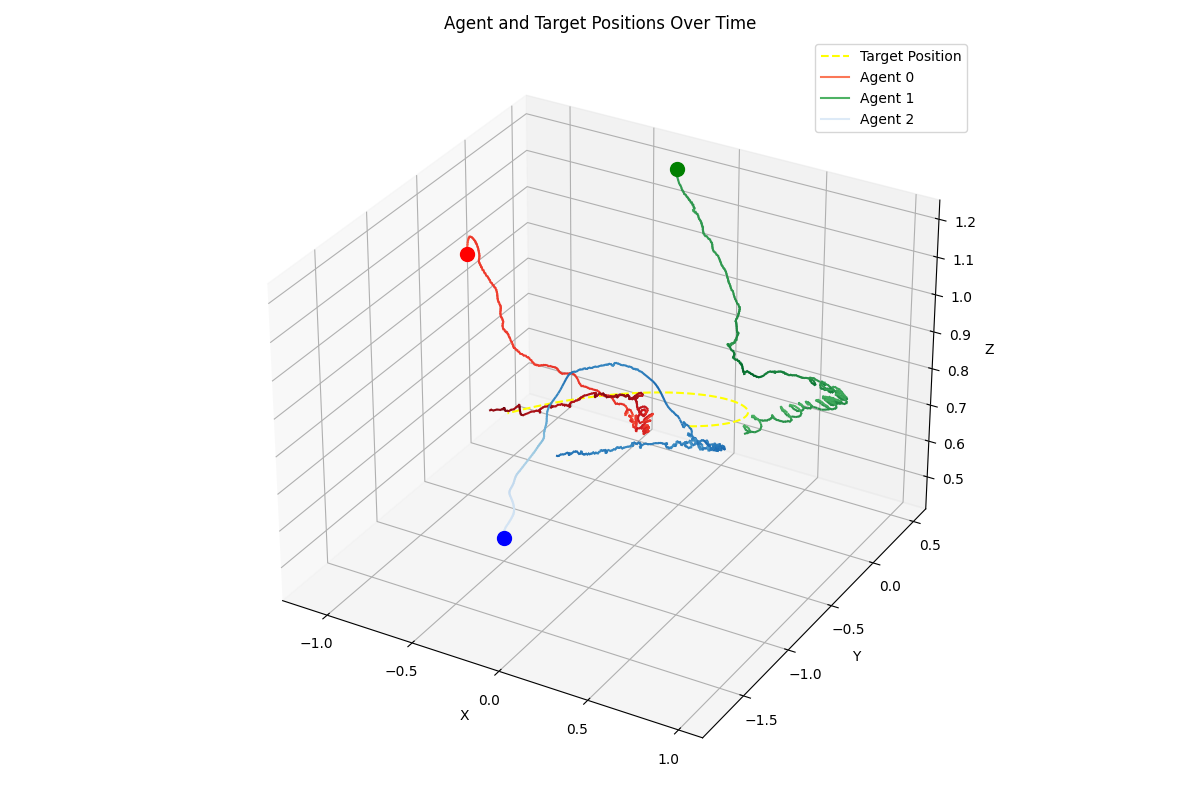 Agent and Target Positions Over Time
Target Position
Agent 0
Agent 1
Agent 2
1.2
1.1
1.0
0.9
0.8
0.7
0.6
0.5
Z
0.5
0.0
−0.5
−1.0
−1.5
Y
−1.0
−0.5
0.0
0.5
1.0
X